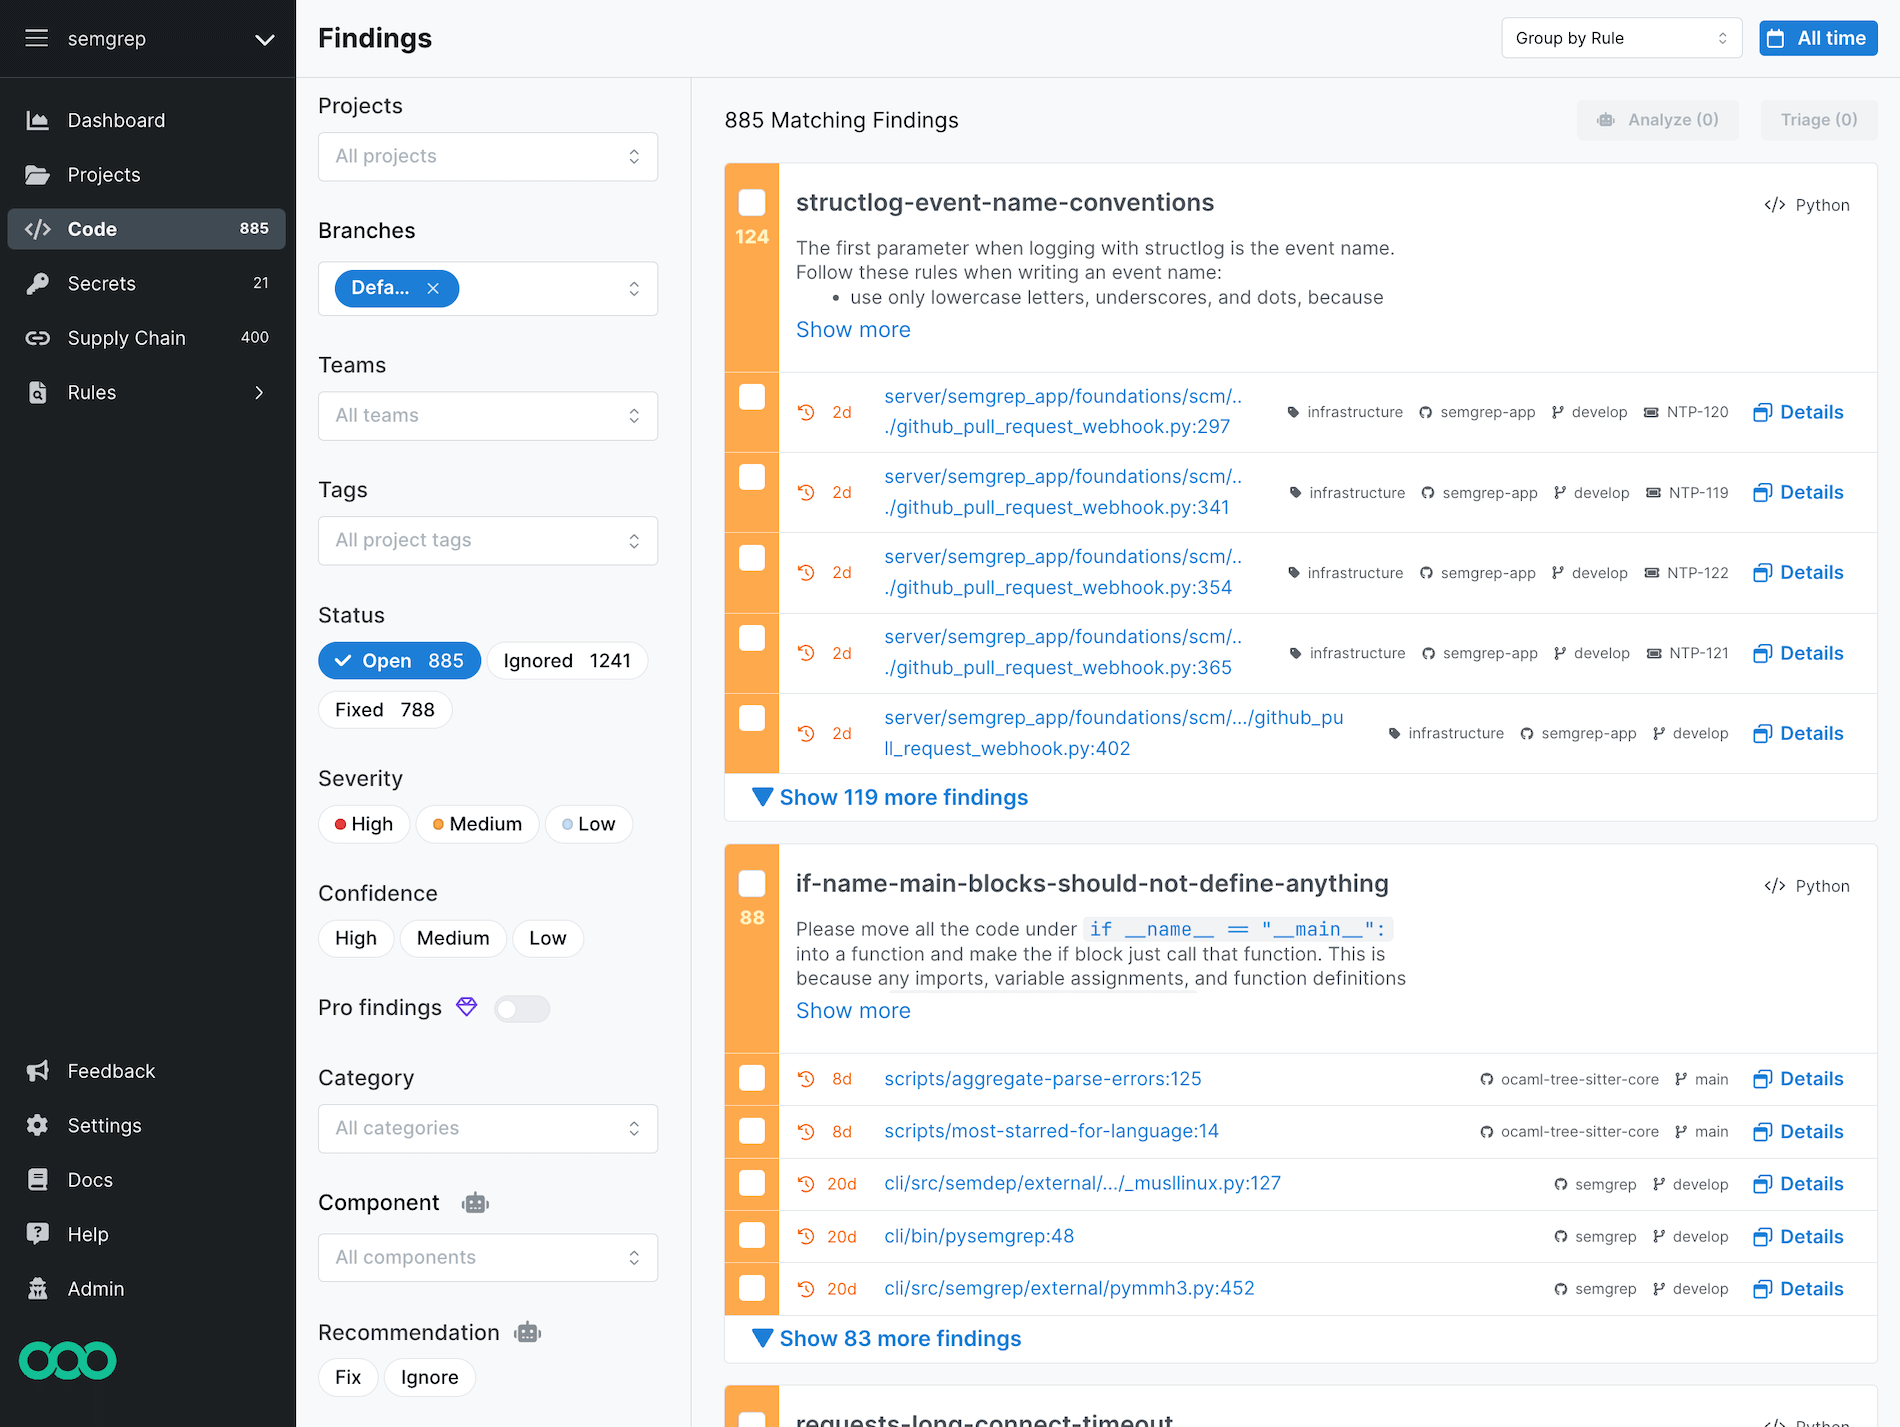 semgrep
Dashboard
Projects
Code 885
Secrets 21
Supply Chain 400
Rules
Feedback
Settings
Docs
Help
Admin
Findings
Group by Rule
All time
Projects
All projects
Branches
Defa...
Teams
All teams
Tags
All project tags
Status
Open 885
Ignored 1241
Fixed 788
Severity
High
Medium
Low
Confidence
High
Medium
Low
Pro findings
Category
All categories
Component
All components
Recommendation
Fix
Ignore
885 Matching Findings
Analyze (0)
Triage (0)
124
structlog-event-name-conventions
Python
The first parameter when logging with structlog is the event name.
Follow these rules when writing an event name:
• use only lowercase letters, underscores, and dots, because
Show more
2d
server/semgrep_app/foundations/scm/..
./github_pull_request_webhook.py:297
infrastructure semgrep-app develop NTP-120 Details
2d
server/semgrep_app/foundations/scm/..
./github_pull_request_webhook.py:341
infrastructure semgrep-app develop NTP-119 Details
2d
server/semgrep_app/foundations/scm/..
./github_pull_request_webhook.py:354
infrastructure semgrep-app develop NTP-122 Details
2d
server/semgrep_app/foundations/scm/..
./github_pull_request_webhook.py:365
infrastructure semgrep-app develop NTP-121 Details
2d
server/semgrep_app/foundations/scm/.../github_pu
ll_request_webhook.py:402
infrastructure semgrep-app develop Details
Show 119 more findings
88
if-name-main-blocks-should-not-define-anything
Python
Please move all the code under if __name__ == "__main__":
into a function and make the if block just call that function. This is
because any imports, variable assignments, and function definitions
Show more
8d scripts/aggregate-parse-errors:125 ocaml-tree-sitter-core main Details
8d scripts/most-starred-for-language:14 ocaml-tree-sitter-core main Details
20d cli/src/semdep/external/.../_musllinux.py:127 semgrep develop Details
20d cli/bin/pysemgrep:48 semgrep develop Details
20d cli/src/semgrep/external/pymmh3.py:452 semgrep develop Details
Show 83 more findings
requests-long-connect-timeout
Python